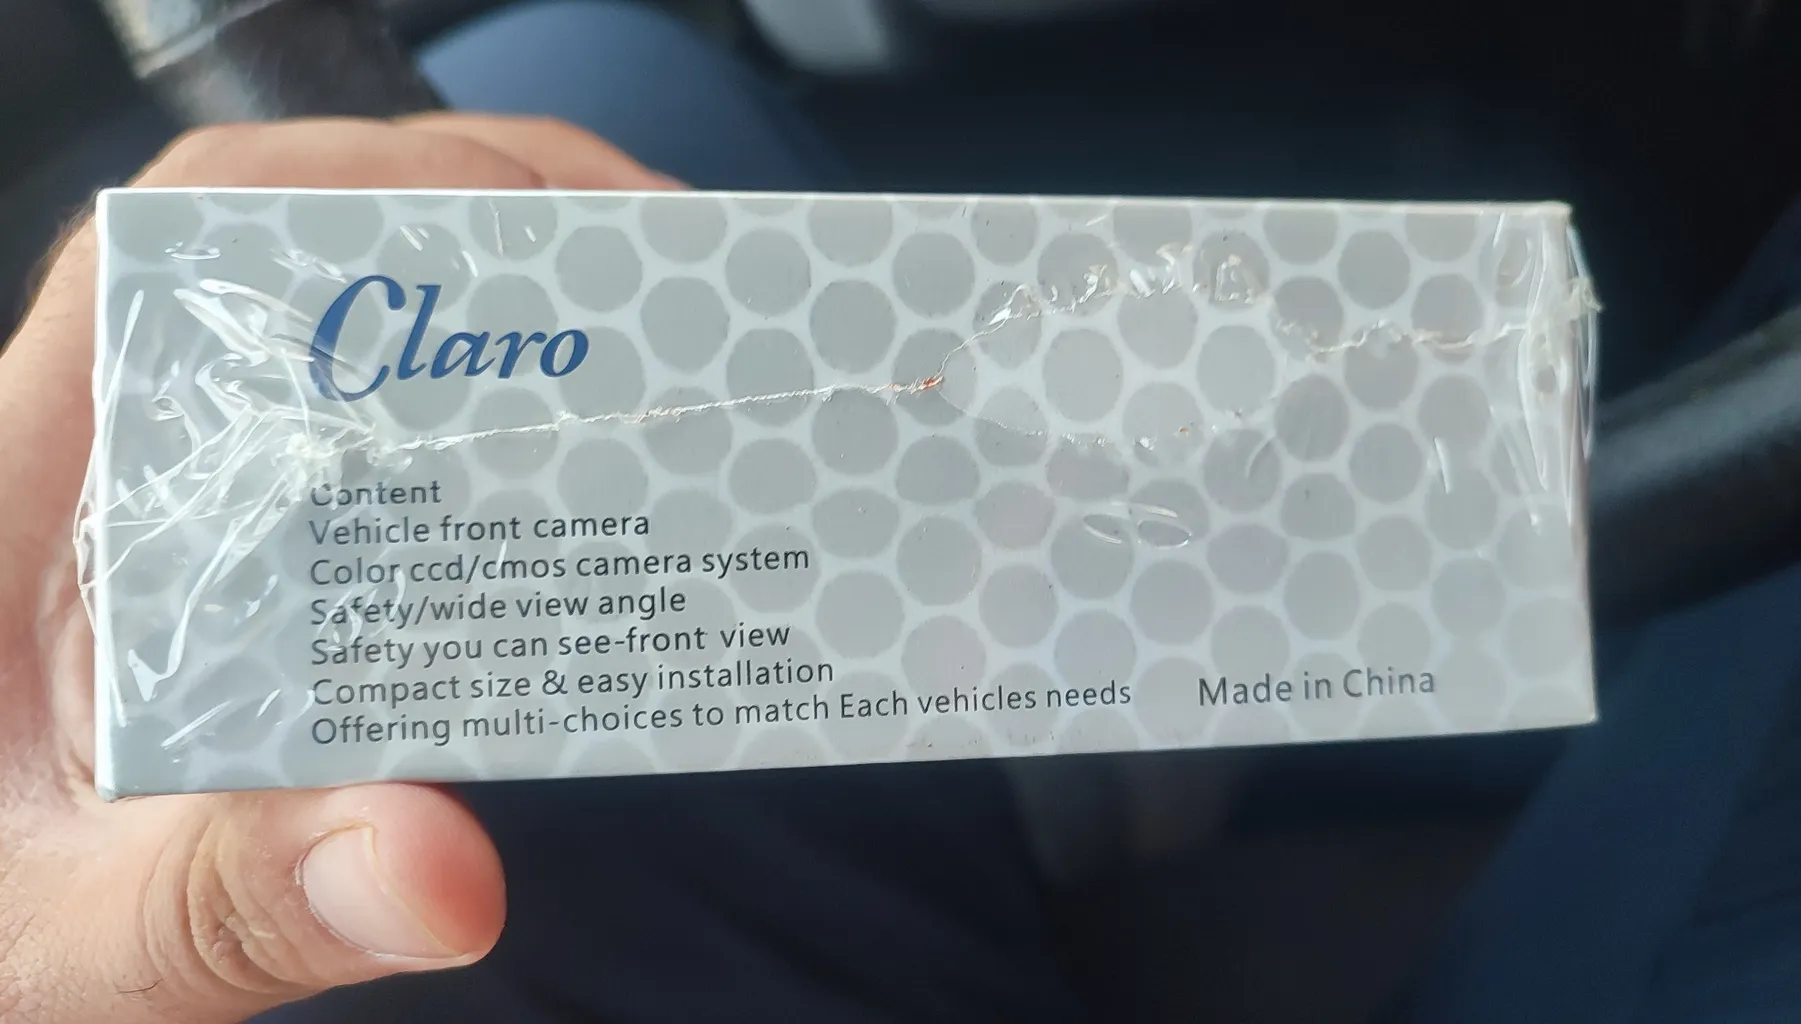 Claro
Content
Vehicle front camera
Color ccd/cmos camera system
Safety/wide view angle
Safety you can see-front view
Compact size & easy installation
Offering multi-choices to match Each vehicles needs
Made in China